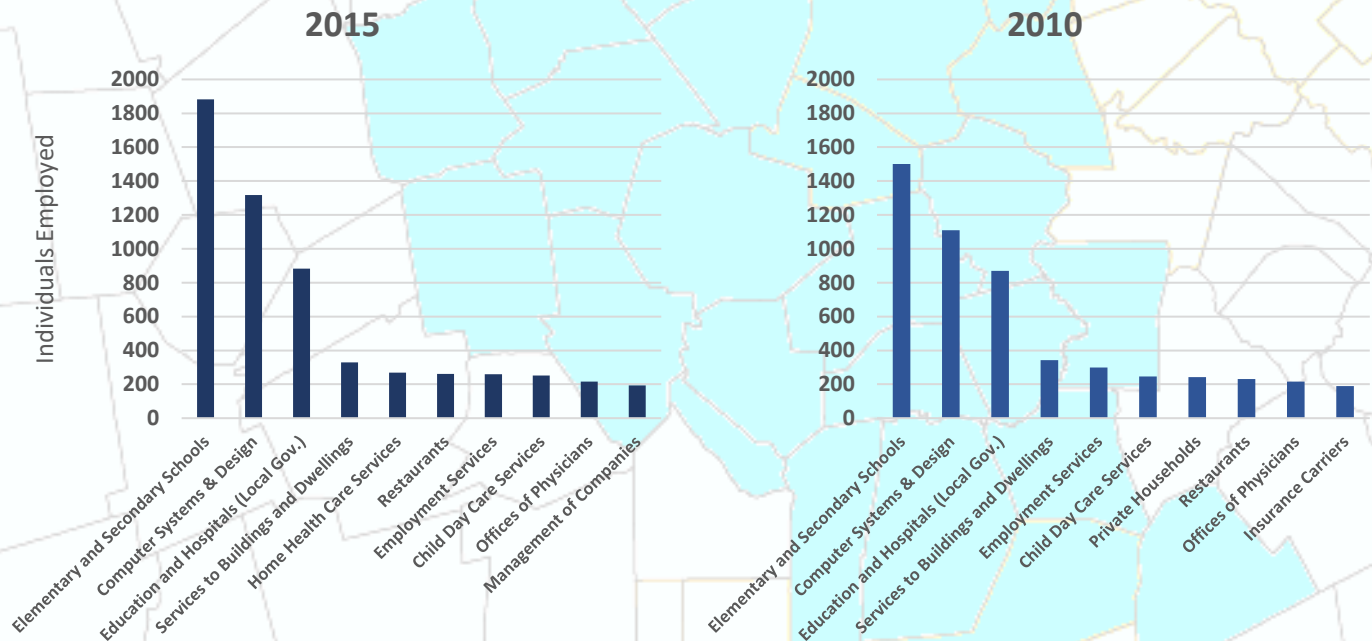 2015
Individuals Employed
2000
1800
1600
1400
1200
1000
800
600
400
200
0
Elementary and Secondary Schools
Computer Systems & Design
Education and Hospitals (Local Gov.)
Services to Buildings and Dwellings
Home Health Care Services
Restaurants
Employment Services
Child Day Care Services
Offices of Physicians
Management of Companies
2010
2000
1800
1600
1400
1200
1000
800
600
400
200
0
Elementary and Secondary Schools
Computer Systems & Design
Education and Hospitals (Local Gov.)
Services to Buildings and Dwellings
Employment Services
Child Day Care Services
Private Households
Restaurants
Offices of Physicians
Insurance Carriers